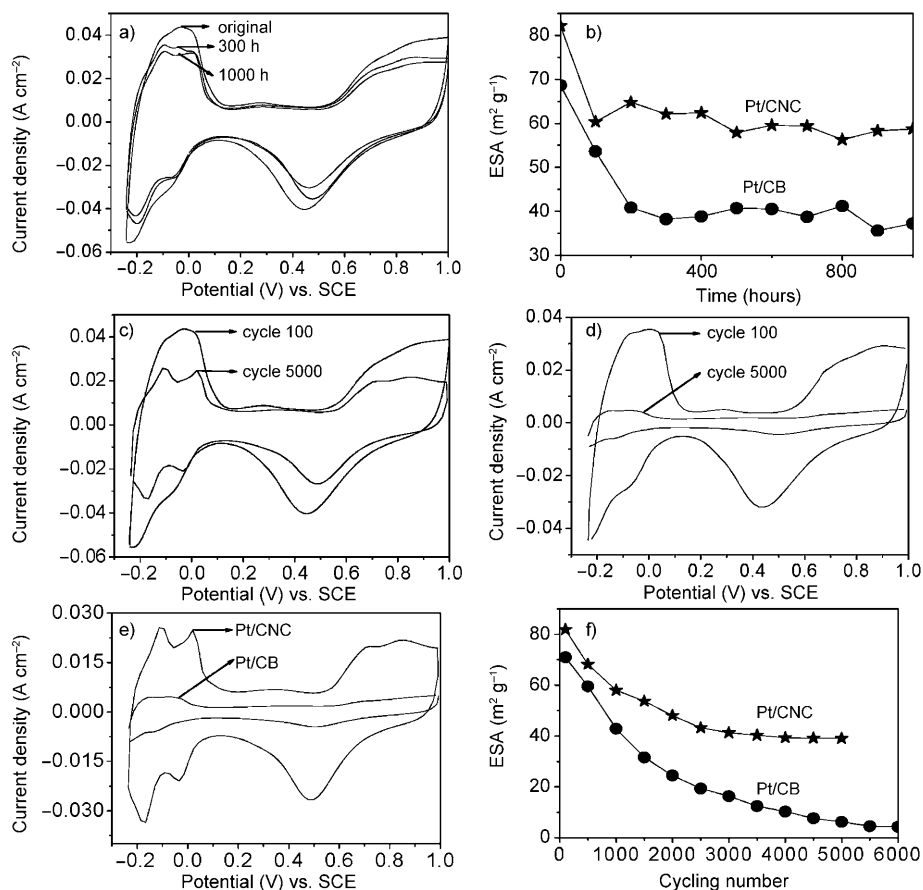 a)
original
300 h
1000 h
0.04
0.02
0.00
−0.02
−0.04
−0.06
Current density (A cm−2)
−0.2 0.0 0.2 0.4 0.6 0.8 1.0
Potential (V) vs. SCE
b)
Pt/CNC
Pt/CB
80
70
60
50
40
30
ESA (m2 g−1)
0 400 800
Time (hours)
c)
cycle 100
cycle 5000
0.04
0.02
0.00
−0.02
−0.04
−0.06
Current density (A cm−2)
−0.2 0.0 0.2 0.4 0.6 0.8 1.0
Potential (V) vs. SCE
d)
cycle 100
cycle 5000
0.04
0.02
0.00
−0.02
−0.04
Current density (A cm−2)
−0.2 0.0 0.2 0.4 0.6 0.8 1.0
Potential (V) vs. SCE
e)
Pt/CNC
Pt/CB
0.030
0.015
0.000
−0.015
−0.030
Current density (A cm−2)
−0.2 0.0 0.2 0.4 0.6 0.8 1.0
Potential (V) vs. SCE
f)
Pt/CNC
Pt/CB
80
60
40
20
0
ESA (m2 g−1)
0 1000 2000 3000 4000 5000 6000
Cycling number